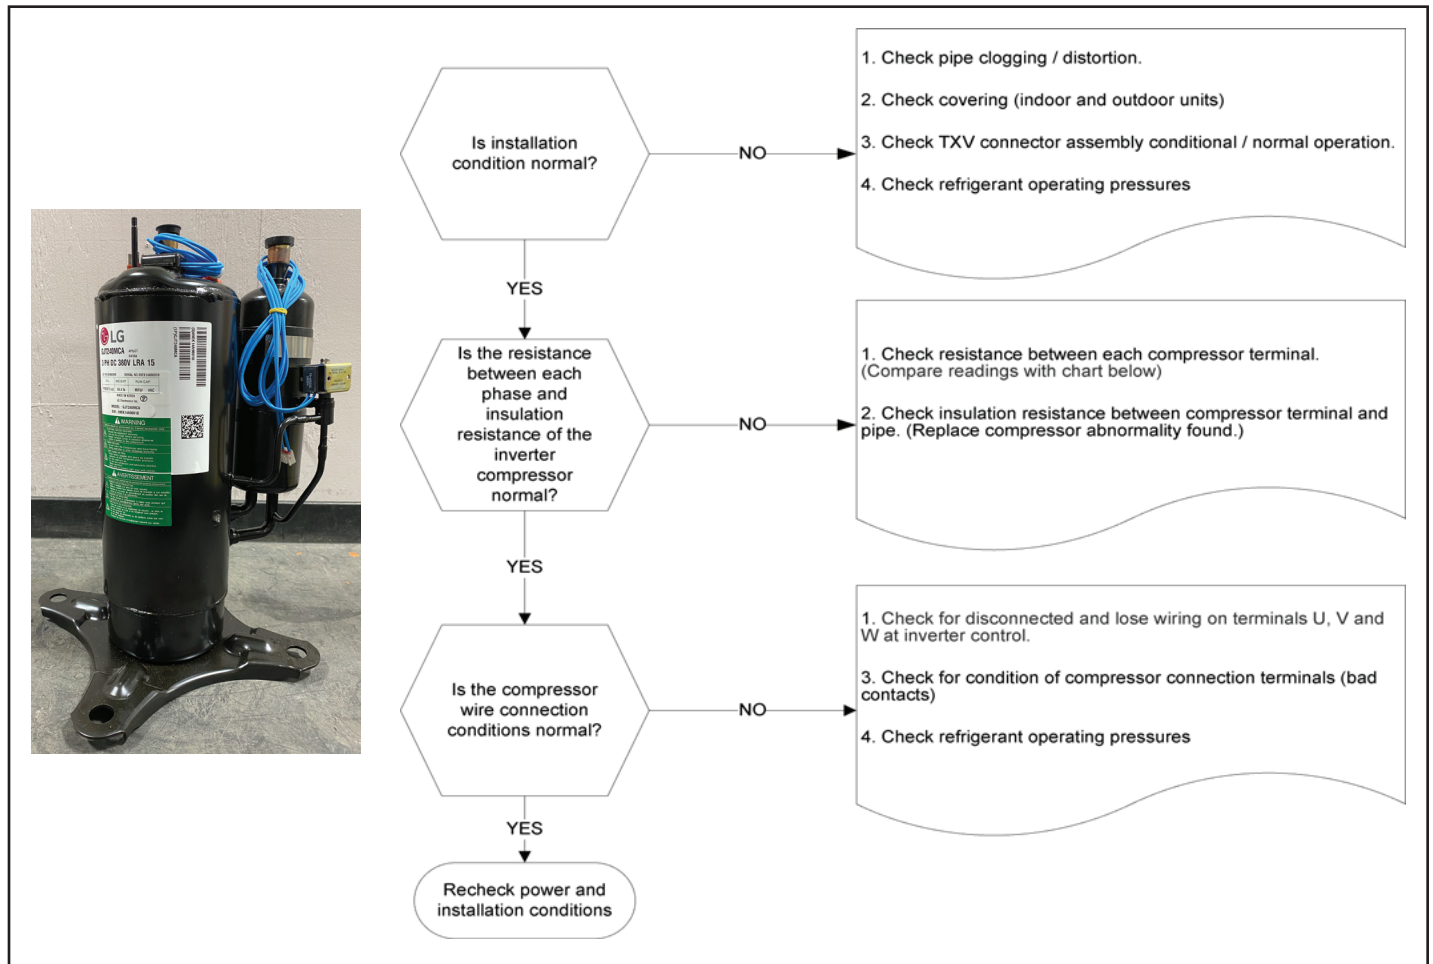 Is installation
condition normal?
NO
1. Check pipe clogging / distortion.
2. Check covering (indoor and outdoor units)
3. Check TXV connector assembly conditional / normal operation.
4. Check refrigerant operating pressures
YES
Is the resistance
between each
phase and
insulation
resistance of the
inverter
compressor
normal?
NO
1. Check resistance between each compressor terminal.
(Compare readings with chart below)
2. Check insulation resistance between compressor terminal and
pipe. (Replace compressor abnormality found.)
YES
Is the compressor
wire connection
conditions normal?
NO
1. Check for disconnected and lose wiring on terminals U, V and
W at inverter control.
3. Check for condition of compressor connection terminals (bad
contacts)
4. Check refrigerant operating pressures
YES
Recheck power and
installation conditions
LG
3 PH DC 380V LRA 15
WARNING
AVERTISSEMENT